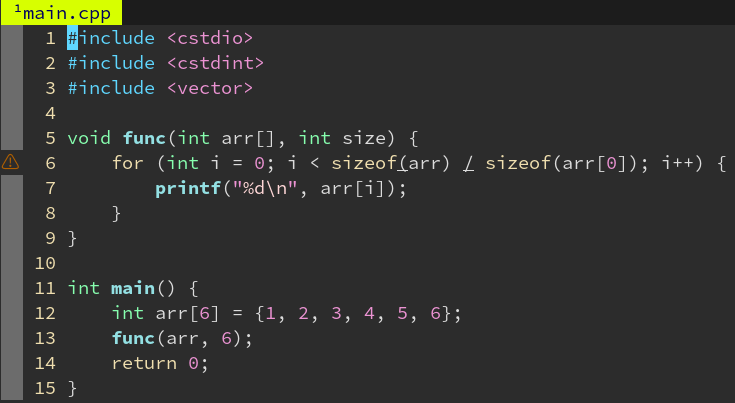 ¹main.cpp
1 #include <cstdio>
2 #include <cstdint>
3 #include <vector>
4
5 void func(int arr[], int size) {
6     for (int i = 0; i < sizeof(arr) / sizeof(arr[0]); i++) {
7         printf("%d\n", arr[i]);
8     }
9 }
10
11 int main() {
12     int arr[6] = {1, 2, 3, 4, 5, 6};
13     func(arr, 6);
14     return 0;
15 }